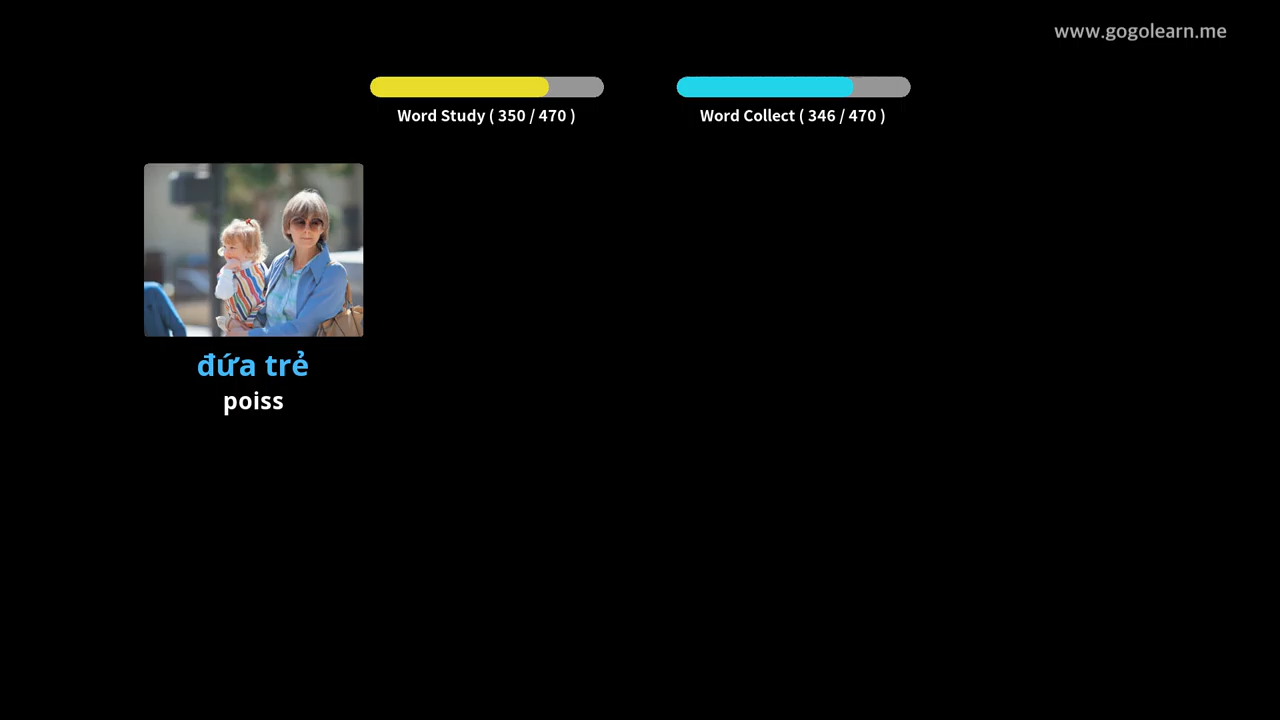 www.gogolearn.me
Word Study ( 350 / 470 )
Word Collect ( 346 / 470 )
đứa trẻ
poiss